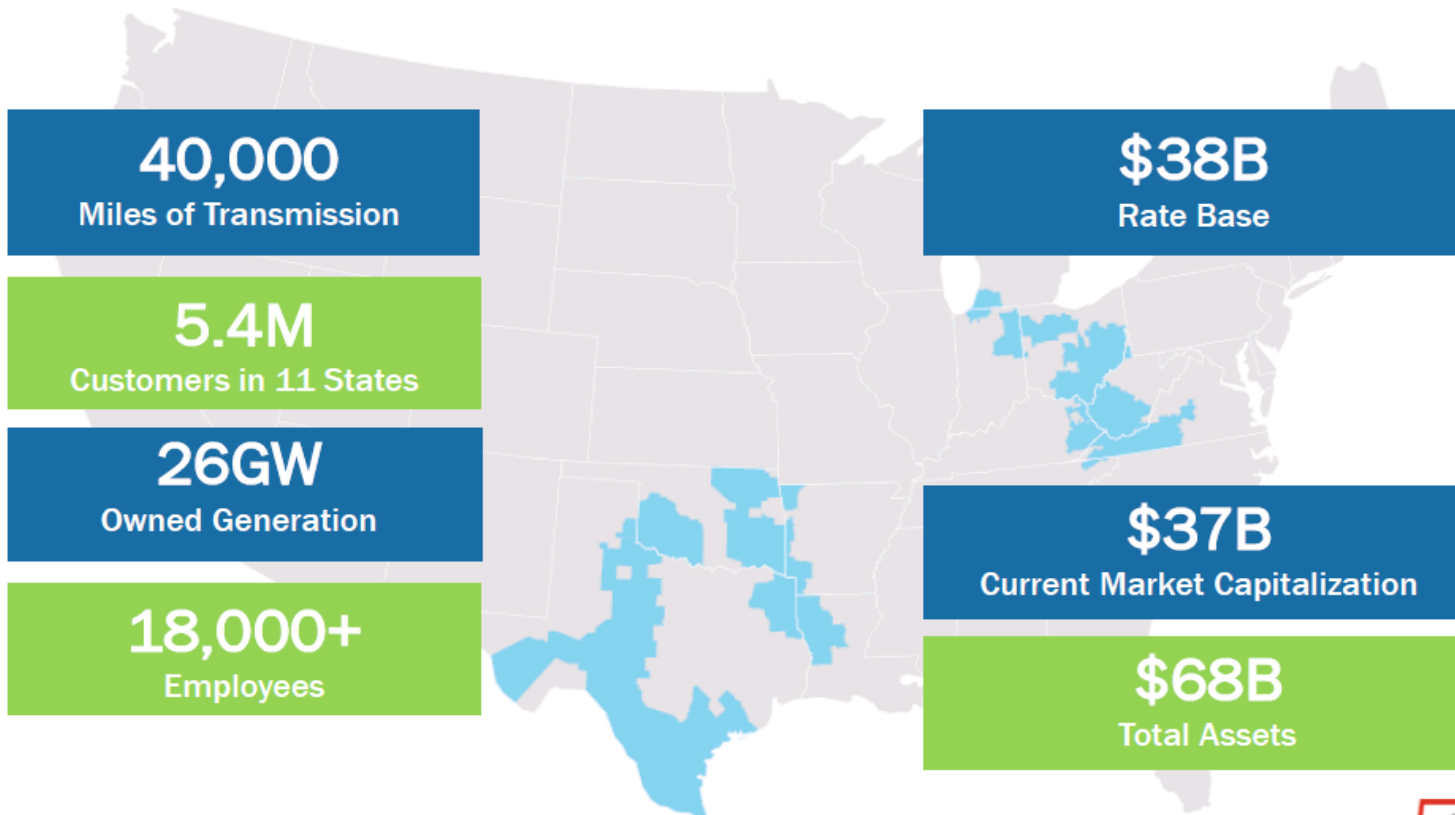 40,000
Miles of Transmission
5.4M
Customers in 11 States
26GW
Owned Generation
18,000+
Employees
$38B
Rate Base
$37B
Current Market Capitalization
$68B
Total Assets